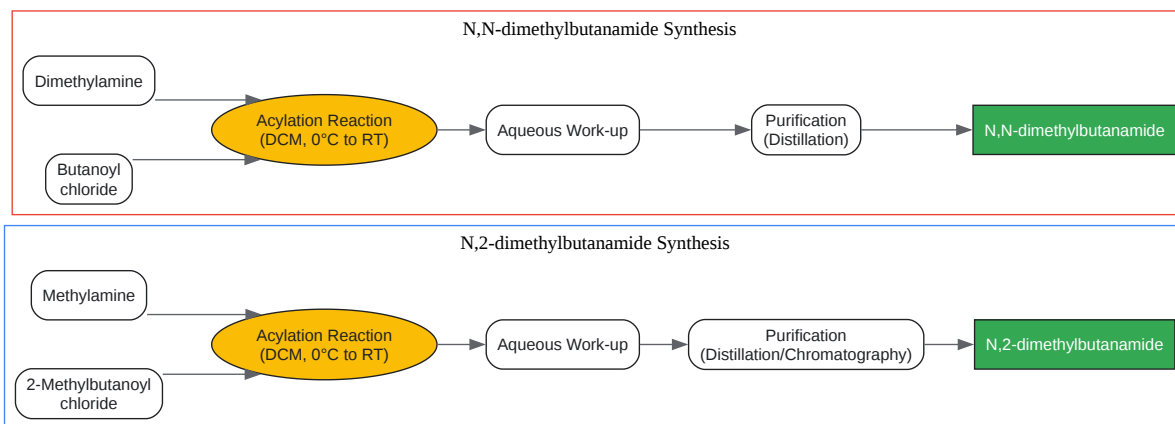 N,N-dimethylbutanamide Synthesis
Dimethylamine
Butanoyl
chloride
Acylation Reaction
(DCM, 0°C to RT)
Aqueous Work-up
Purification
(Distillation)
N,N-dimethylbutanamide
N,2-dimethylbutanamide Synthesis
Methylamine
2-Methylbutanoyl
chloride
Acylation Reaction
(DCM, 0°C to RT)
Aqueous Work-up
Purification
(Distillation/Chromatography)
N,2-dimethylbutanamide